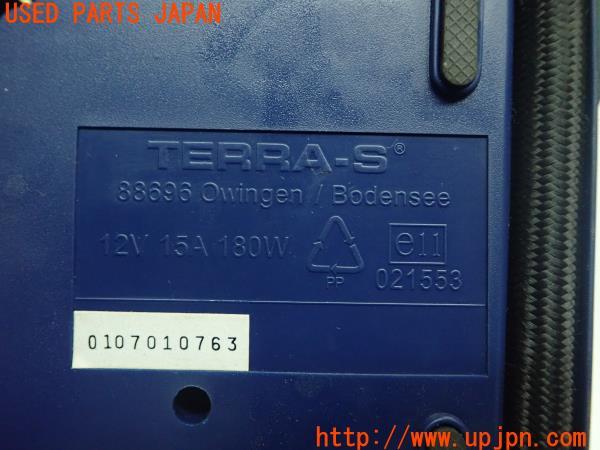 USED PARTS JAPAN
TERRA-S®
88696 Owingen / Bodensee
12V 15A 180W
PP
e11
021553
0107010763
http://www.upjpn.com